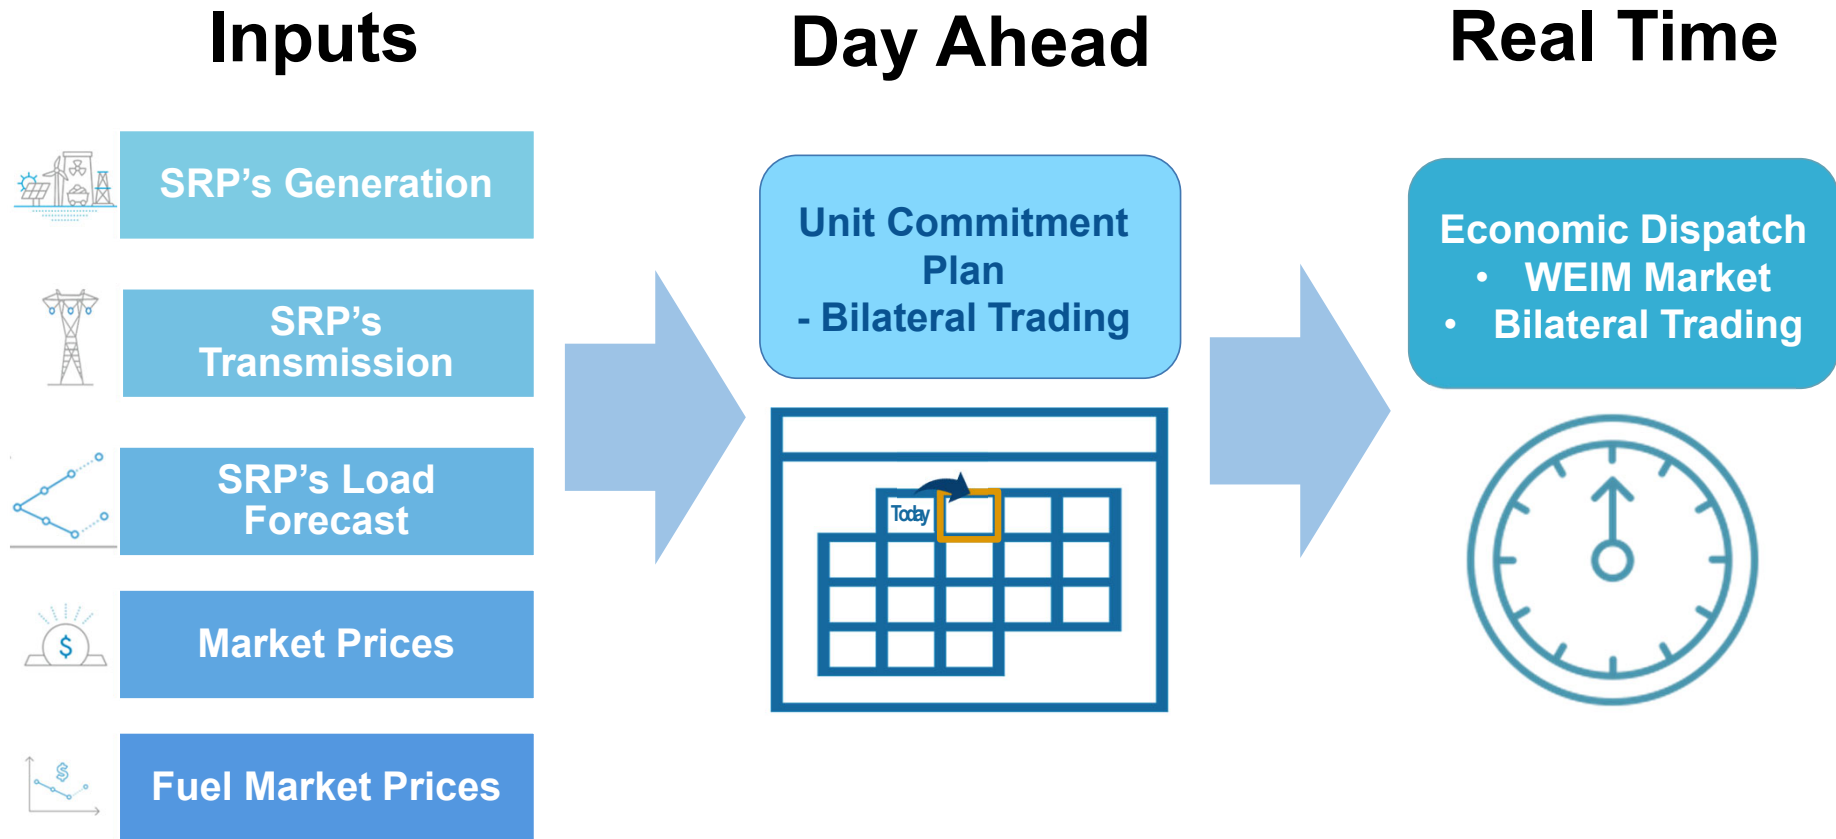 Inputs
SRP’s Generation
SRP’s
Transmission
SRP’s Load
Forecast
$
Market Prices
$
Fuel Market Prices
Day Ahead
Unit Commitment
Plan
- Bilateral Trading
Today
Real Time
Economic Dispatch
• WEIM Market
• Bilateral Trading